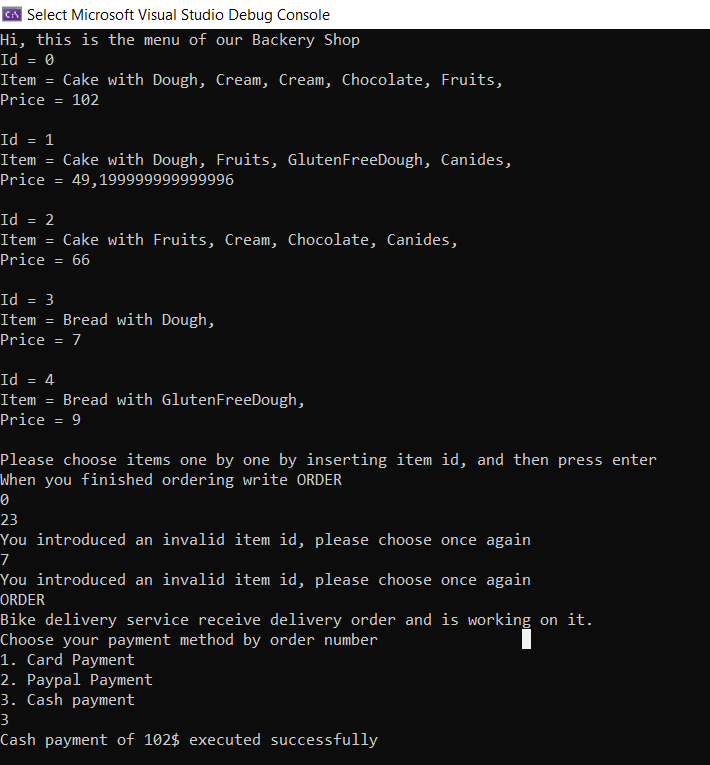 Select Microsoft Visual Studio Debug Console
Hi, this is the menu of our Backery Shop
Id = 0
Item = Cake with Dough, Cream, Cream, Chocolate, Fruits,
Price = 102
Id = 1
Item = Cake with Dough, Fruits, GlutenFreeDough, Canides,
Price = 49,199999999999996
Id = 2
Item = Cake with Fruits, Cream, Chocolate, Canides,
Price = 66
Id = 3
Item = Bread with Dough,
Price = 7
Id = 4
Item = Bread with GlutenFreeDough,
Price = 9
Please choose items one by one by inserting item id, and then press enter
When you finished ordering write ORDER
0
23
You introduced an invalid item id, please choose once again
7
You introduced an invalid item id, please choose once again
ORDER
Bike delivery service receive delivery order and is working on it.
Choose your payment method by order number
1. Card Payment
2. Paypal Payment
3. Cash payment
3
Cash payment of 102$ executed successfully